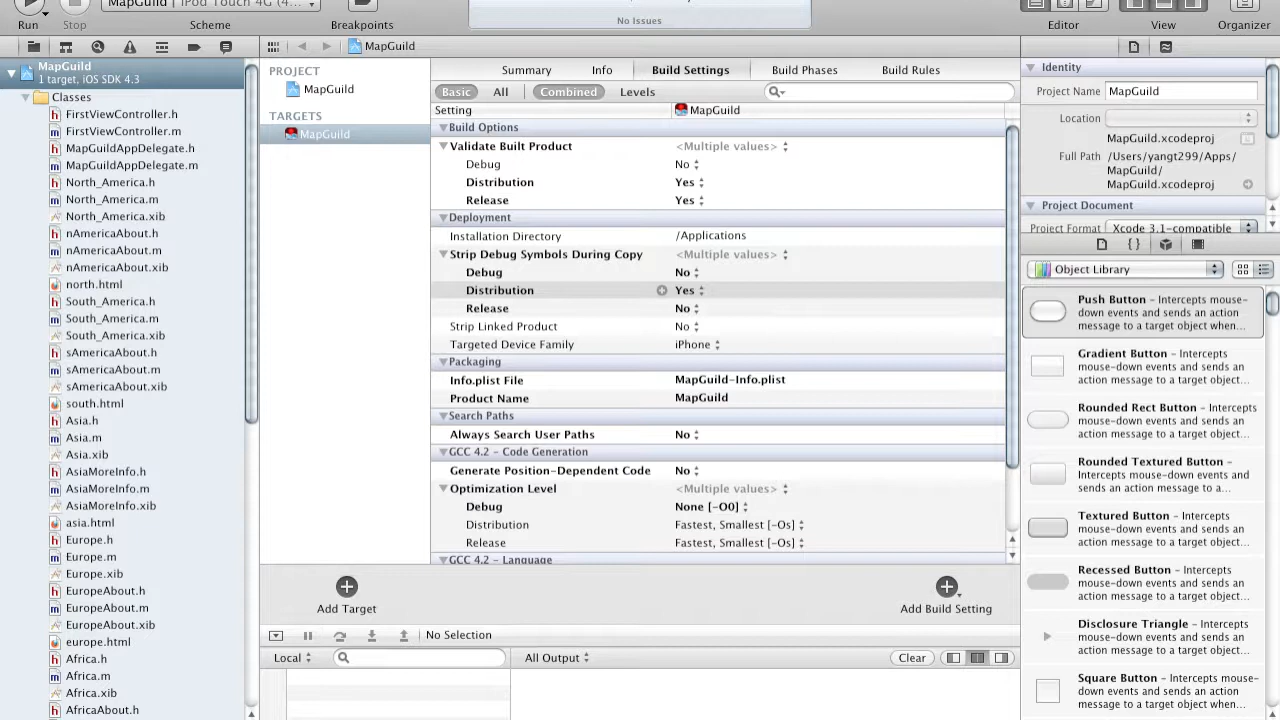 MapGuild | iPod Touch 4G (4...
No Issues
Run
Stop
Scheme
Breakpoints
Editor
View
Organizer
MapGuild
MapGuild
1 target, iOS SDK 4.3
Classes
FirstViewController.h
FirstViewController.m
MapGuildAppDelegate.h
MapGuildAppDelegate.m
North_America.h
North_America.m
North_America.xib
nAmericaAbout.h
nAmericaAbout.m
nAmericaAbout.xib
north.html
South_America.h
South_America.m
South_America.xib
sAmericaAbout.h
sAmericaAbout.m
sAmericaAbout.xib
south.html
Asia.h
Asia.m
Asia.xib
AsiaMoreInfo.h
AsiaMoreInfo.m
AsiaMoreInfo.xib
asia.html
Europe.h
Europe.m
Europe.xib
EuropeAbout.h
EuropeAbout.m
EuropeAbout.xib
europe.html
Africa.h
Africa.m
Africa.xib
AfricaAbout.h
PROJECT
MapGuild
TARGETS
MapGuild
Summary Info Build Settings Build Phases Build Rules
Basic All Combined Levels
Setting MapGuild
Build Options
Validate Built Product <Multiple values>
Debug No
Distribution Yes
Release Yes
Deployment
Installation Directory /Applications
Strip Debug Symbols During Copy <Multiple values>
Debug No
Distribution Yes
Release No
Strip Linked Product No
Targeted Device Family iPhone
Packaging
Info.plist File MapGuild-Info.plist
Product Name MapGuild
Search Paths
Always Search User Paths No
GCC 4.2 - Code Generation
Generate Position-Dependent Code No
Optimization Level <Multiple values>
Debug None [-O0]
Distribution Fastest, Smallest [-Os]
Release Fastest, Smallest [-Os]
GCC 4.2 - Language
Add Target
Add Build Setting
No Selection
Local
All Output
Clear
Identity
Project Name MapGuild
Location
MapGuild.xcodeproj
Full Path /Users/yangt299/Apps/
MapGuild/
MapGuild.xcodeproj
Project Document
Project Format Xcode 3.1-compatible
Object Library
Push Button - Intercepts mouse-
down events and sends an action
message to a target object when...
Gradient Button - Intercepts
mouse-down events and sends an
action message to a target object...
Rounded Rect Button - Intercepts
mouse-down events and sends an
action message to a target object...
Rounded Textured Button -
Intercepts mouse-down events and
sends an action message to a...
Textured Button - Intercepts
mouse-down events and sends an
action message to a target object...
Recessed Button - Intercepts
mouse-down events and sends an
action message to a target object...
Disclosure Triangle - Intercepts
mouse-down events and sends an
action message to a target object...
Square Button - Intercepts mouse-
down events and sends an action
message to a target object when...